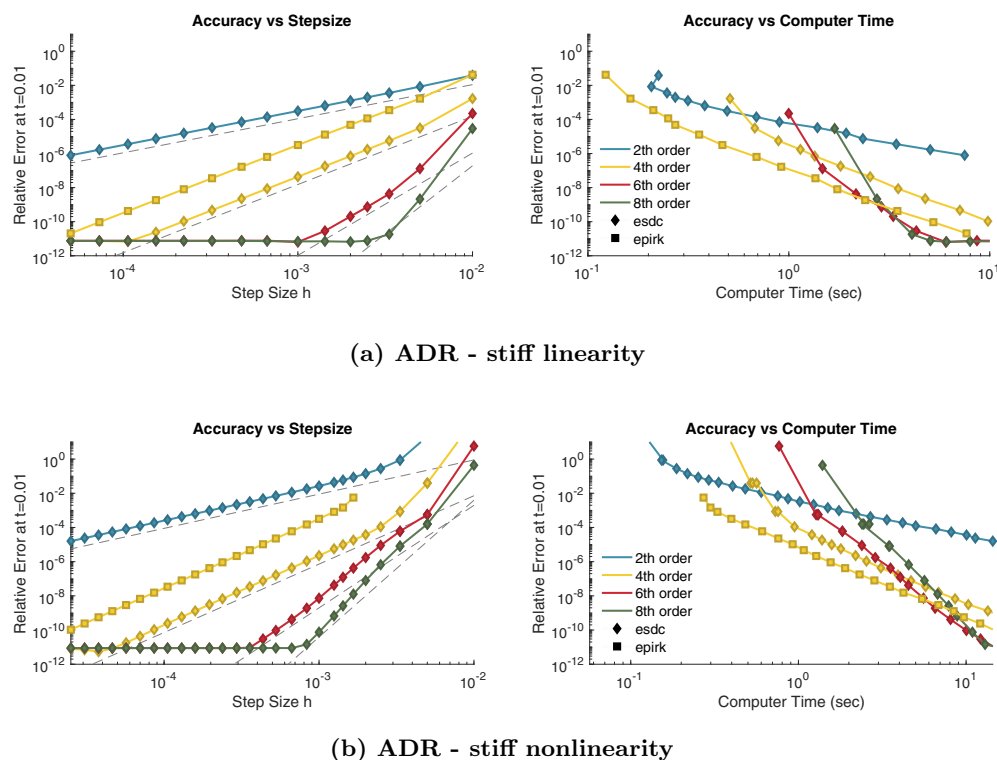 Accuracy vs Stepsize
Relative Error at t=0.01
10^0
10^-2
10^-4
10^-6
10^-8
10^-10
10^-12
10^-4
10^-3
10^-2
Step Size h
Accuracy vs Computer Time
Relative Error at t=0.01
10^0
10^-2
10^-4
10^-6
10^-8
10^-10
10^-12
2th order
4th order
6th order
8th order
esdc
epirk
10^-1
10^0
10^1
Computer Time (sec)
(a) ADR - stiff linearity
Accuracy vs Stepsize
Relative Error at t=0.01
10^0
10^-2
10^-4
10^-6
10^-8
10^-10
10^-12
10^-4
10^-3
10^-2
Step Size h
Accuracy vs Computer Time
Relative Error at t=0.01
10^0
10^-2
10^-4
10^-6
10^-8
10^-10
10^-12
2th order
4th order
6th order
8th order
esdc
epirk
10^-1
10^0
10^1
Computer Time (sec)
(b) ADR - stiff nonlinearity